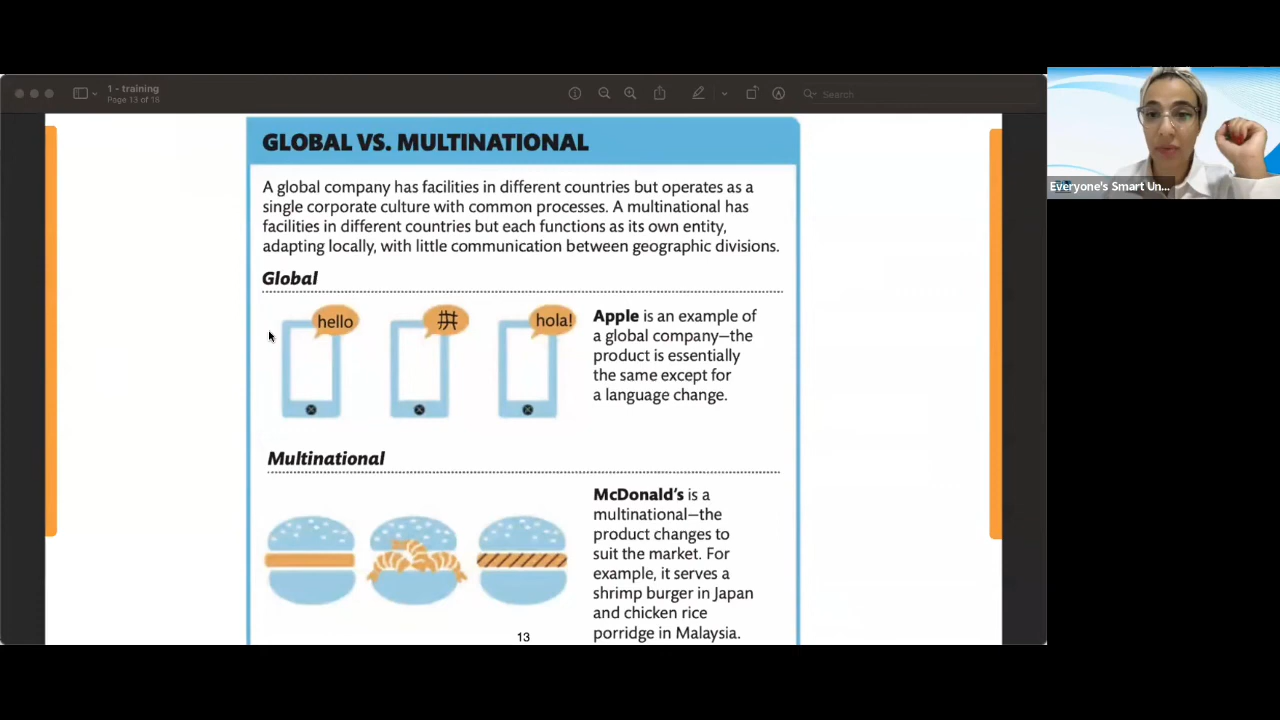 1 - training
Page 13 of 15
Search
GLOBAL VS. MULTINATIONAL
A global company has facilities in different countries but operates as a
single corporate culture with common processes. A multinational has
facilities in different countries but each functions as its own entity,
adapting locally, with little communication between geographic divisions.
Global
hello
井
hola!
Apple is an example of
a global company—the
product is essentially
the same except for
a language change.
Multinational
McDonald's is a
multinational—the
product changes to
suit the market. For
example, it serves a
shrimp burger in Japan
and chicken rice
porridge in Malaysia.
13
Everyone's Smart Un...